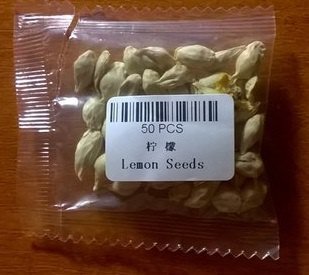 50 PCS
柠 檬
Lemon Seeds